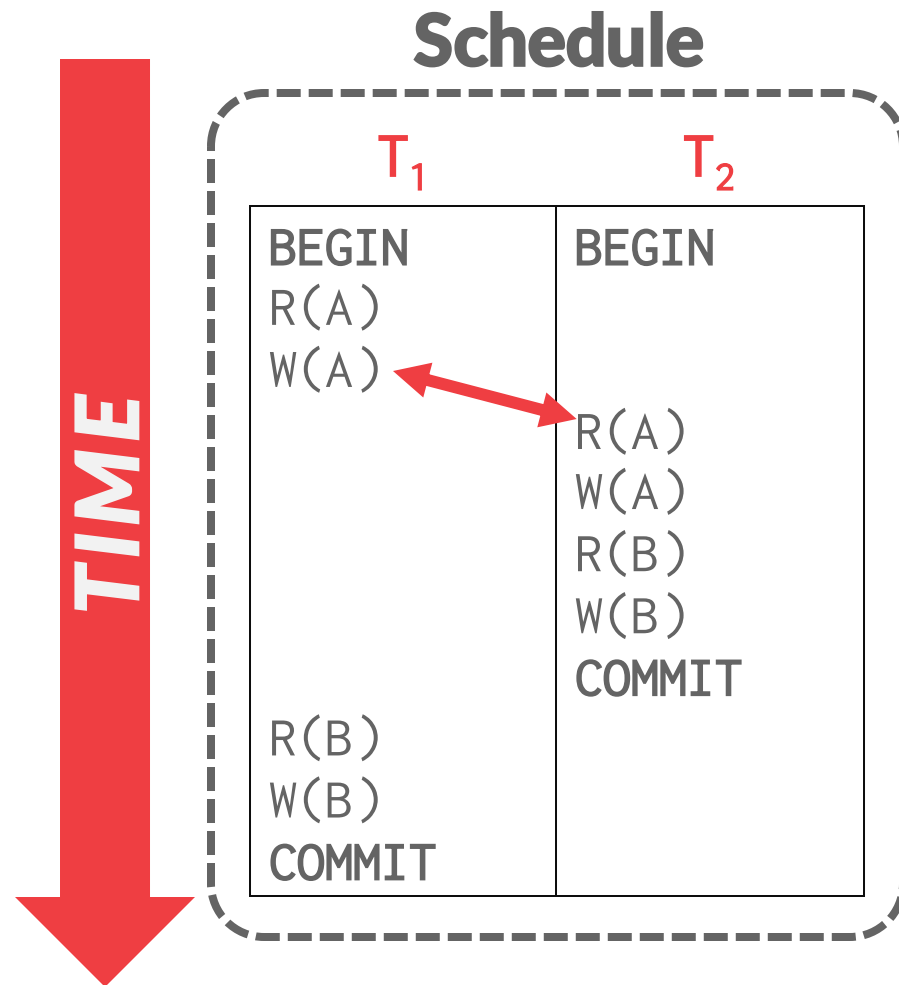 Schedule
TIME
T1 T2
BEGIN BEGIN
R(A)
W(A)
R(A)
W(A)
R(B)
W(B)
COMMIT
R(B)
W(B)
COMMIT